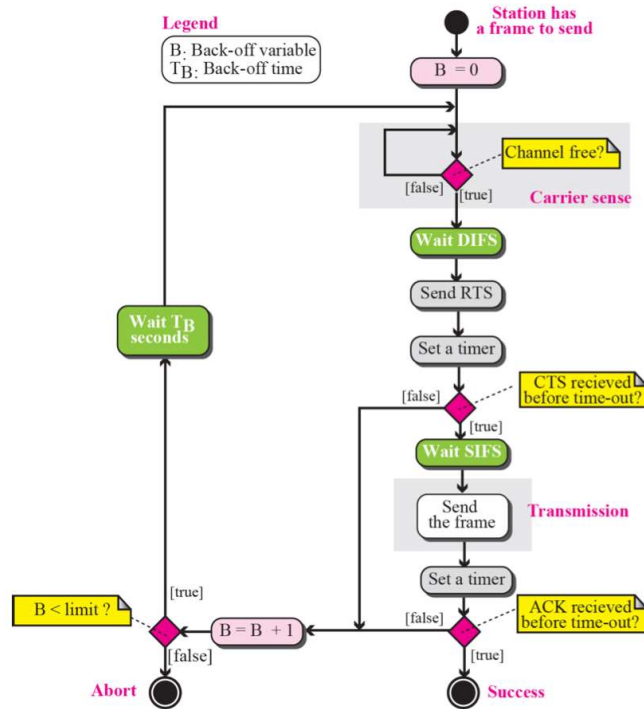 Legend
B: Back-off variable
TB: Back-off time
Station has
a frame to send
B = 0
Channel free?
[false]
[true]
Carrier sense
Wait DIFS
Send RTS
Wait TB
seconds
Set a timer
CTS recieved
before time-out?
[false]
[true]
Wait SIFS
Send
the frame
Transmission
Set a timer
[true]
B < limit ?
B = B + 1
[false]
ACK recieved
before time-out?
[false]
[true]
Abort
Success